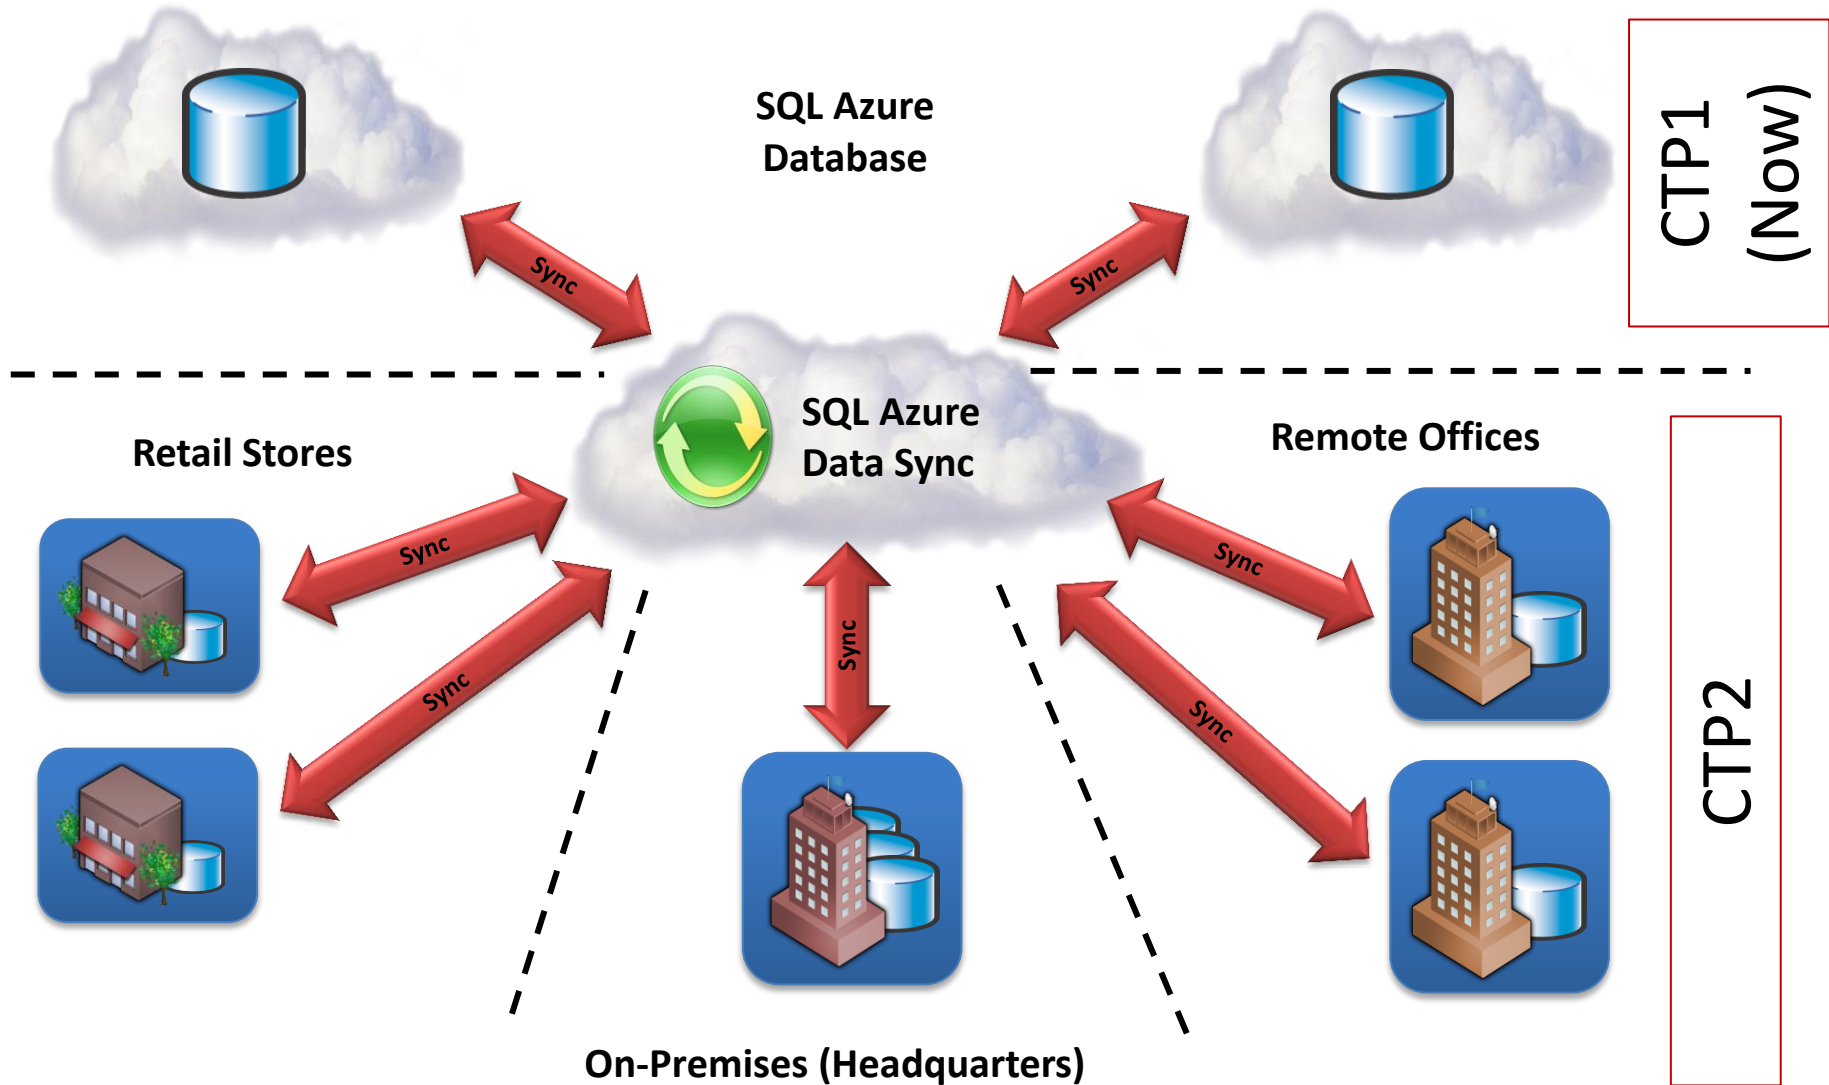 SQL Azure
Database
CTP1
(Now)
Sync
Sync
SQL Azure
Data Sync
Retail Stores
Remote Offices
Sync
Sync
Sync
Sync
Sync
CTP2
On-Premises (Headquarters)